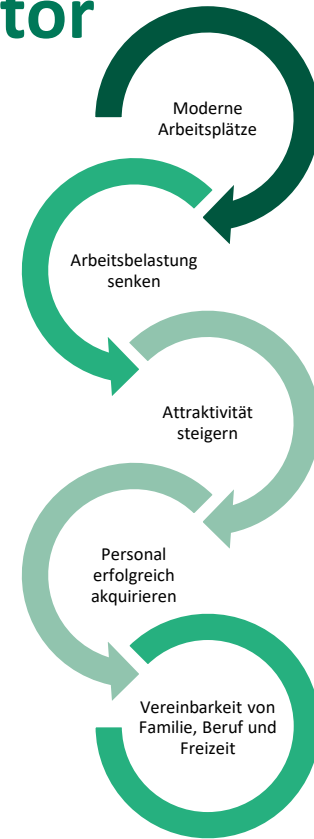 tor
Moderne
Arbeitsplätze
Arbeitsbelastung
senken
Attraktivität
steigern
Personal
erfolgreich
akquirieren
Vereinbarkeit von
Familie, Beruf und
Freizeit